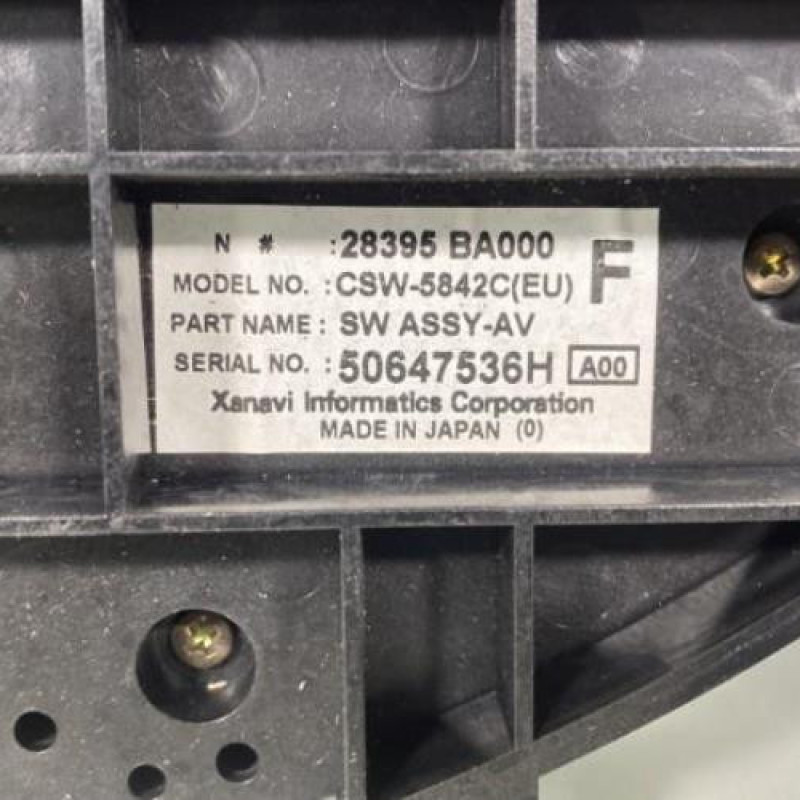 N # : 28395 BA000 F
MODEL NO. : CSW-5842C(EU)
PART NAME : SW ASSY-AV
SERIAL NO. : 50647536H A00
Xanavi Informatics Corporation
MADE IN JAPAN (0)